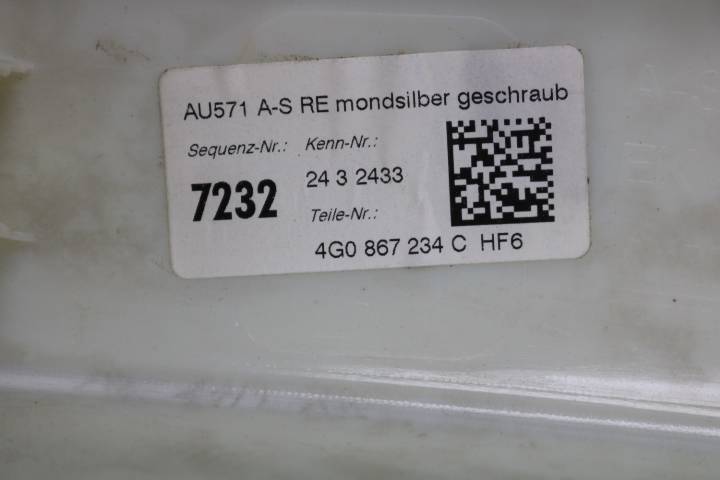 AU571 A-S RE mondsilber geschraub
Sequenz-Nr.: Kenn-Nr.:
7232 24 3 2433
Teile-Nr.:
4G0 867 234 C HF6